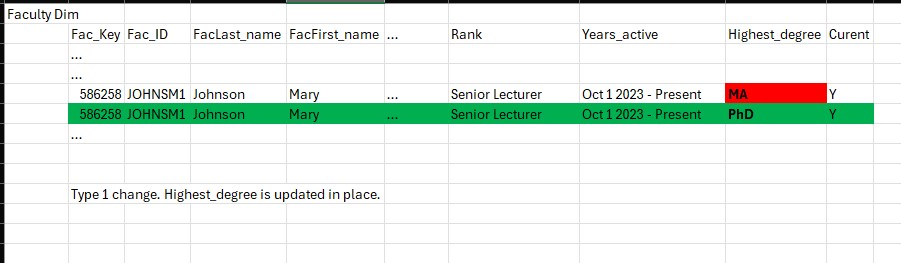 Faculty Dim
Fac_Key Fac_ID FacLast_name FacFirst_name ... Rank Years_active Highest_degree Curent
...
...
586258 JOHNSM1 Johnson Mary ... Senior Lecturer Oct 1 2023 - Present MA Y
586258 JOHNSM1 Johnson Mary ... Senior Lecturer Oct 1 2023 - Present PhD Y
...
Type 1 change. Highest_degree is updated in place.